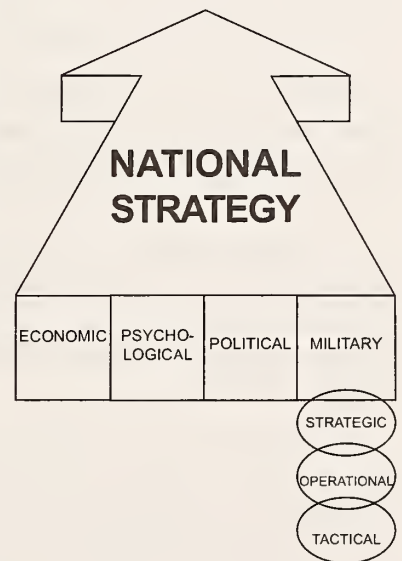 NATIONAL
STRATEGY
ECONOMIC
PSYCHO-
LOGICAL
POLITICAL
MILITARY
STRATEGIC
OPERATIONAL
TACTICAL